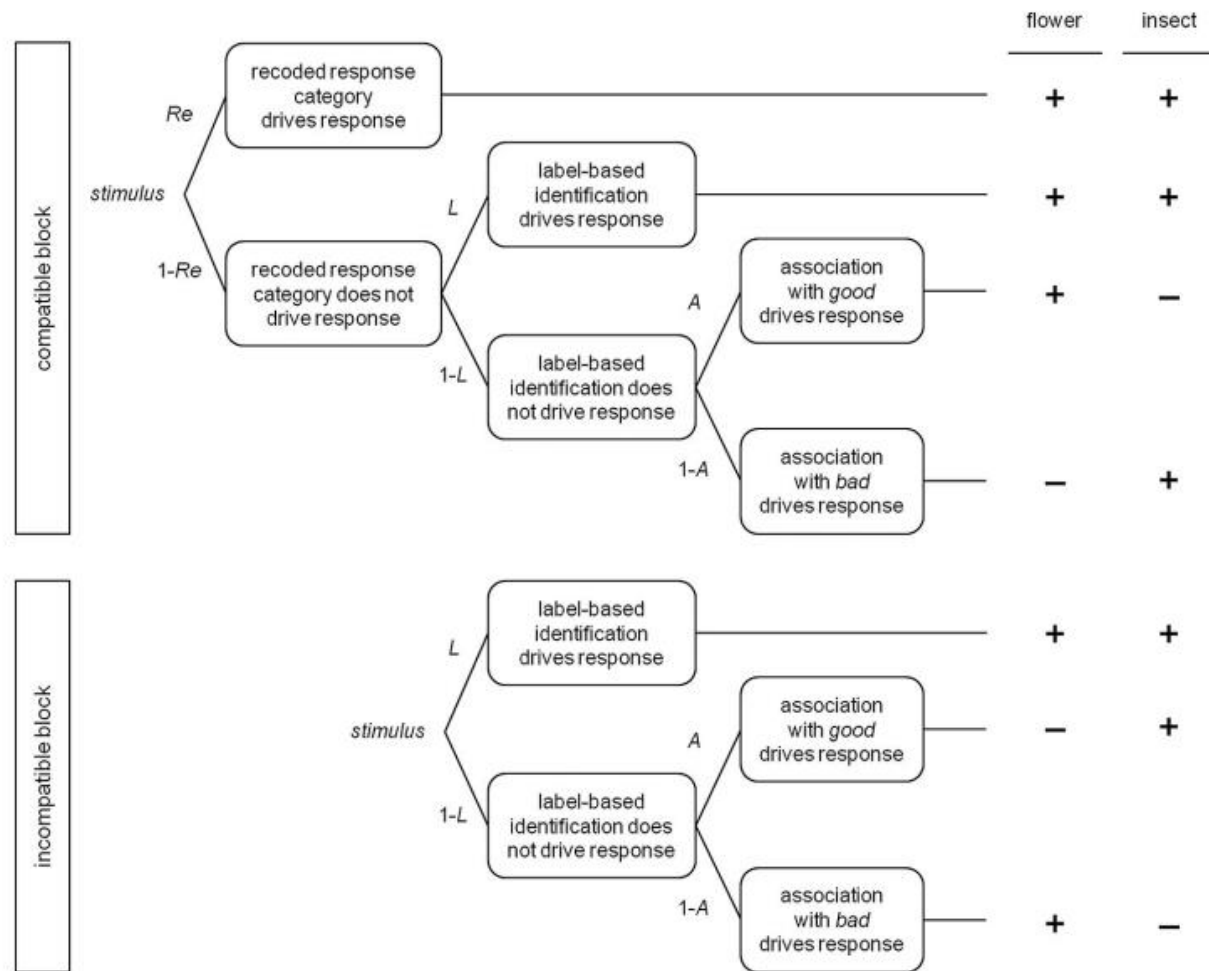 flower insect
compatible block
stimulus
Re
recoded response
category
drives response
+ +
1-Re
recoded response
category does not
drive response
L
label-based
identification
drives response
+ +
1-L
label-based
identification does
not drive response
A
association
with good
drives response
+ –
1-A
association
with bad
drives response
– +
incompatible block
stimulus
L
label-based
identification
drives response
+ +
1-L
label-based
identification does
not drive response
A
association
with good
drives response
– +
1-A
association
with bad
drives response
+ –